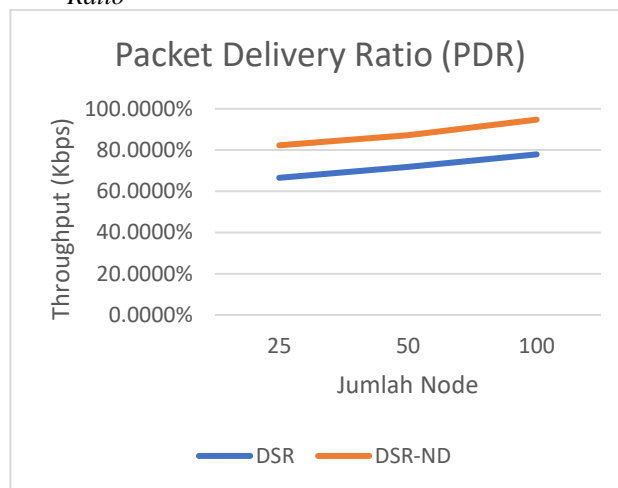 Ratio
Packet Delivery Ratio (PDR)
Throughput (Kbps)
100.0000%
80.0000%
60.0000%
40.0000%
20.0000%
0.0000%
25 50 100
Jumlah Node
DSR DSR-ND